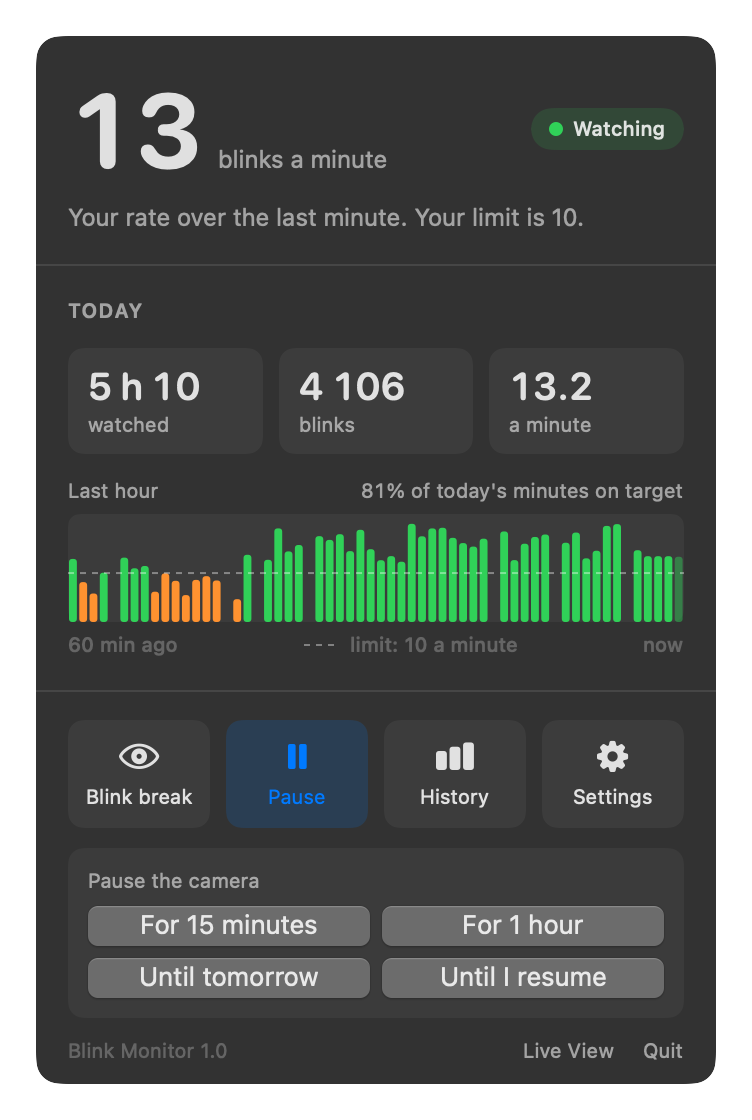 13 blinks a minute
Watching
Your rate over the last minute. Your limit is 10.
TODAY
5 h 10
watched
4 106
blinks
13.2
a minute
Last hour
81% of today's minutes on target
60 min ago
limit: 10 a minute
now
Blink break
Pause
History
Settings
Pause the camera
For 15 minutes
For 1 hour
Until tomorrow
Until I resume
Blink Monitor 1.0
Live View
Quit